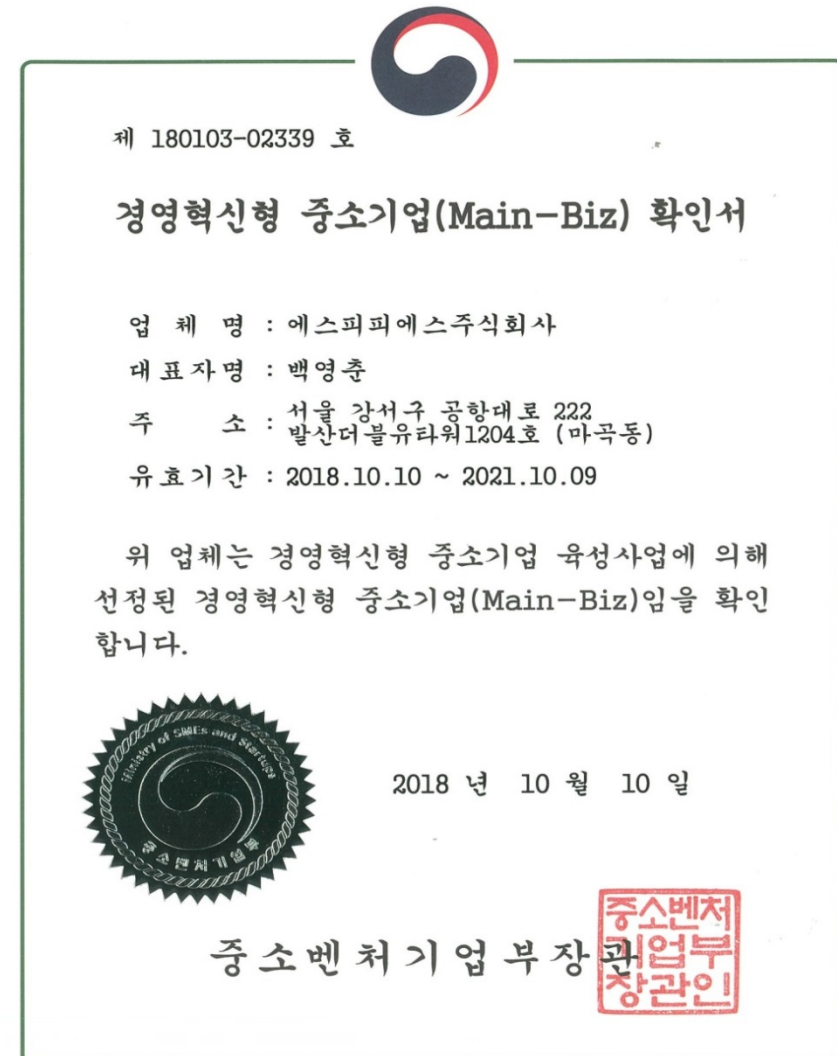 제 180103-02339 호
경영혁신형 중소기업(Main-Biz) 확인서
업 체 명 : 에스피피에스주식회사
대표자명 : 백영춘
주 소 : 서울 강서구 공항대로 222
발산더블유타워1204호 (마곡동)
유효기간 : 2018.10.10 ~ 2021.10.09
위 업체는 경영혁신형 중소기업 육성사업에 의해
선정된 경영혁신형 중소기업(Main-Biz)임을 확인
합니다.
Ministry of SMEs and Startups
중소벤처기업부
2018 년 10 월 10 일
중소벤처기업부장관
중소벤처
기업부
장관인